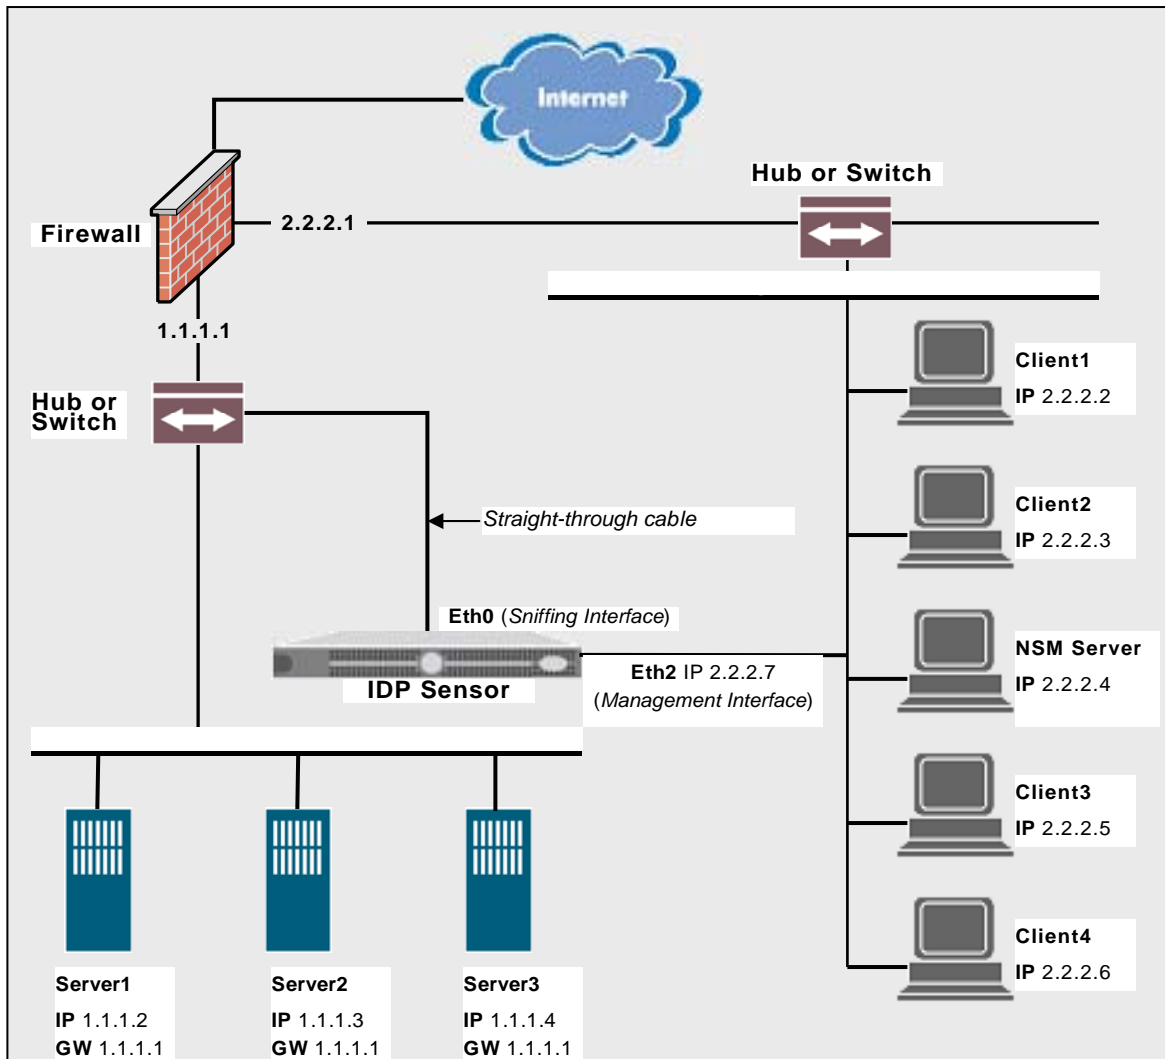 Internet
Hub or Switch
Firewall
2.2.2.1
1.1.1.1
Hub or
Switch
Client1
IP 2.2.2.2
Straight-through cable
Client2
IP 2.2.2.3
Eth0 (Sniffing Interface)
IDP Sensor
Eth2 IP 2.2.2.7
(Management Interface)
NSM Server
IP 2.2.2.4
Client3
IP 2.2.2.5
Client4
IP 2.2.2.6
Server1
IP 1.1.1.2
GW 1.1.1.1
Server2
IP 1.1.1.3
GW 1.1.1.1
Server3
IP 1.1.1.4
GW 1.1.1.1